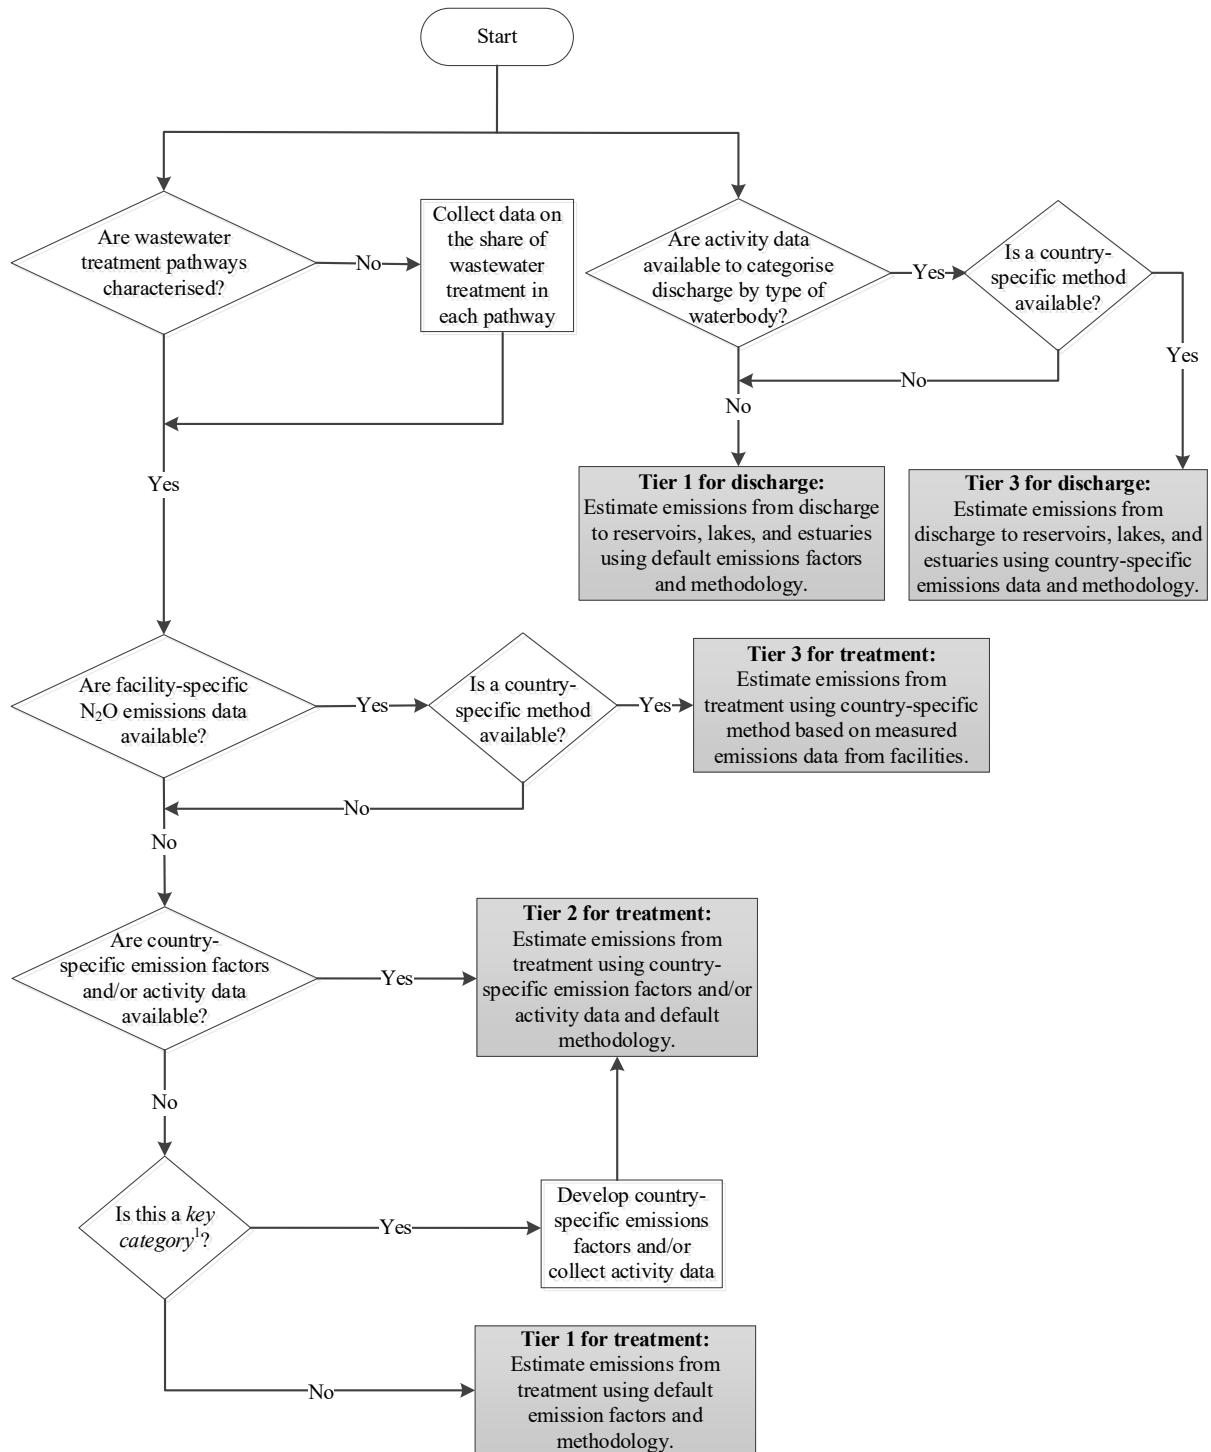 Start
Are wastewater
treatment pathways
characterised?
No
Collect data on
the share of
wastewater
treatment in
each pathway
Are activity data
available to categorise
discharge by type of
waterbody?
Yes
Is a country-
specific method
available?
Yes
No
No
Yes
Tier 1 for discharge:
Estimate emissions from discharge
to reservoirs, lakes, and estuaries
using default emissions factors
and methodology.
Tier 3 for discharge:
Estimate emissions from
discharge to reservoirs, lakes, and
estuaries using country-specific
emissions data and methodology.
Are facility-specific
N₂O emissions data
available?
Yes
Is a country-
specific method
available?
Yes
Tier 3 for treatment:
Estimate emissions from
treatment using country-specific
method based on measured
emissions data from facilities.
No
No
Are country-
specific emission factors
and/or activity data
available?
Yes
Tier 2 for treatment:
Estimate emissions from
treatment using country-
specific emission factors and/or
activity data and default
methodology.
No
Is this a key
category¹?
Yes
Develop country-
specific emissions
factors and/or
collect activity data
No
Tier 1 for treatment:
Estimate emissions from
treatment using default
emission factors and
methodology.